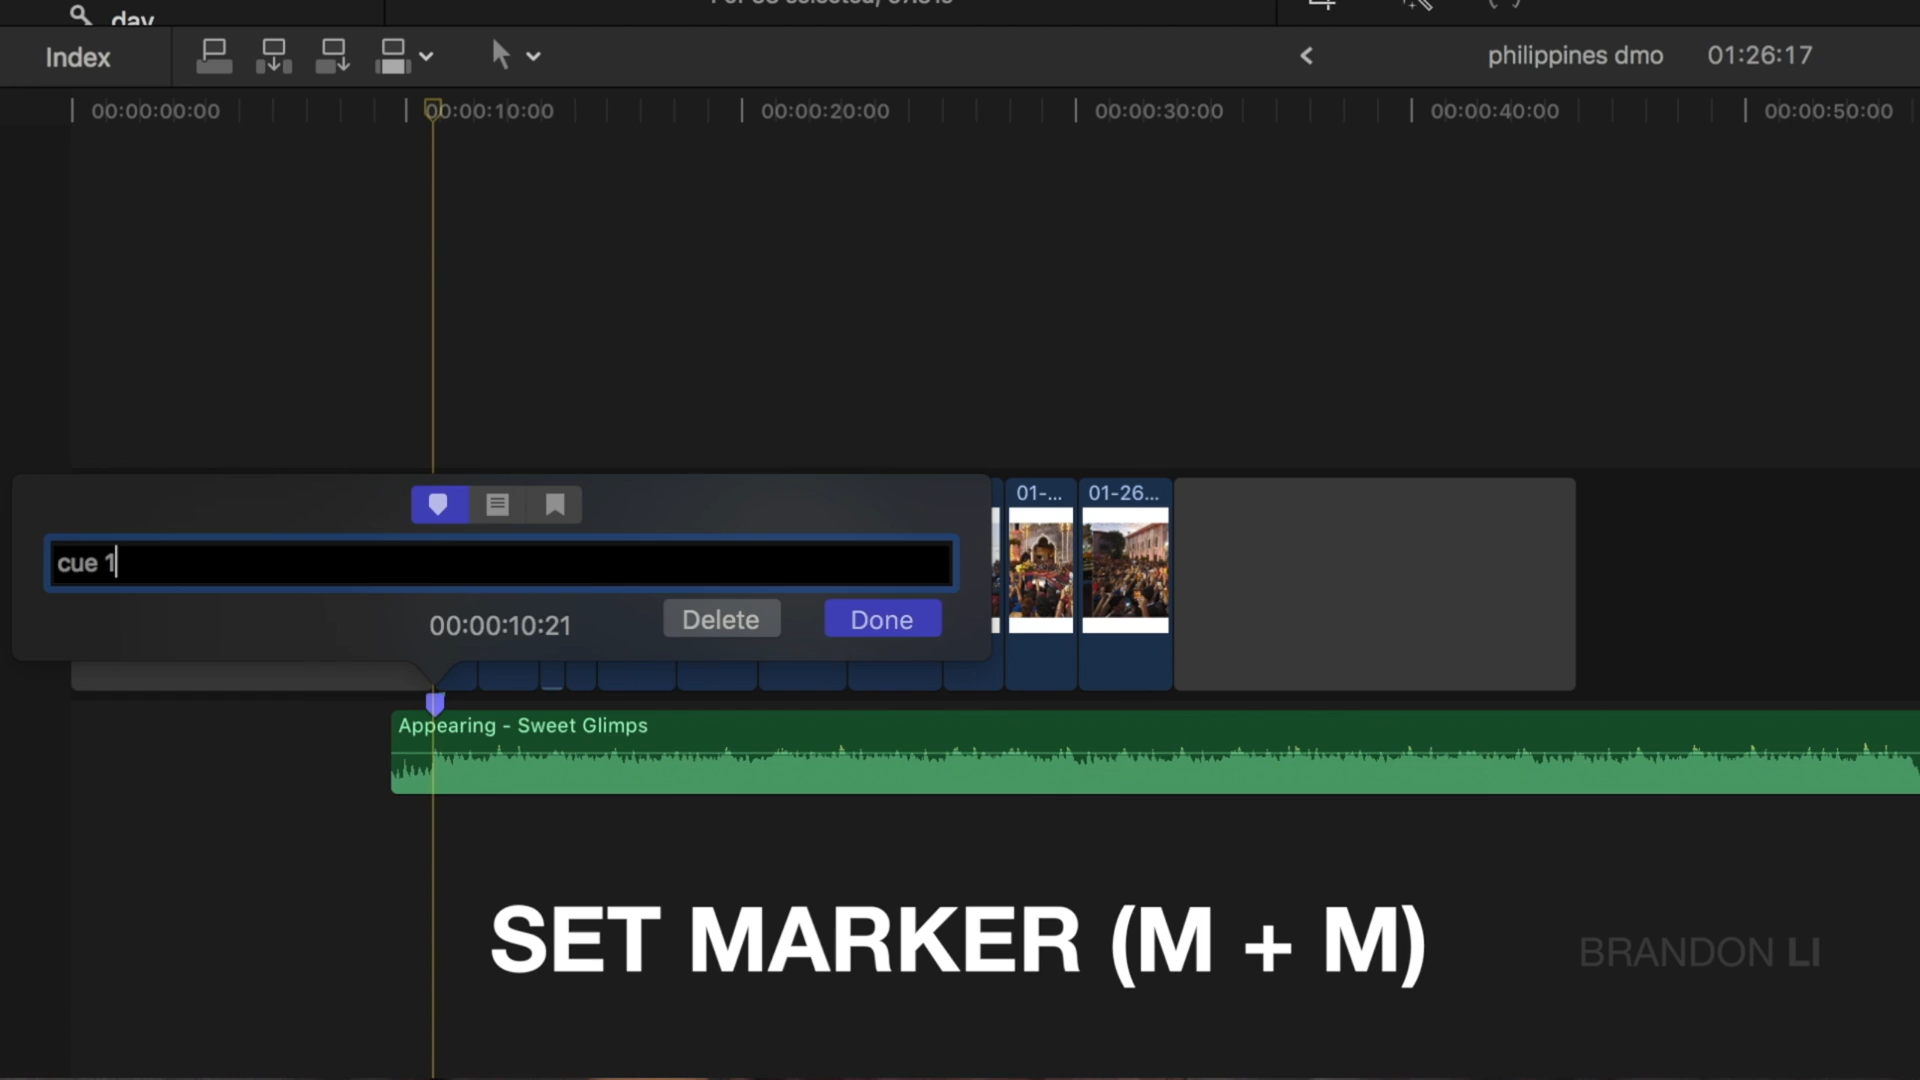 day
Index
philippines dmo 01:26:17
00:00:00:00 00:00:10:00 00:00:20:00 00:00:30:00 00:00:40:00 00:00:50:00
01-... 01-26...
cue 1
00:00:10:21 Delete Done
Appearing - Sweet Glimps
SET MARKER (M + M)
BRANDON LI